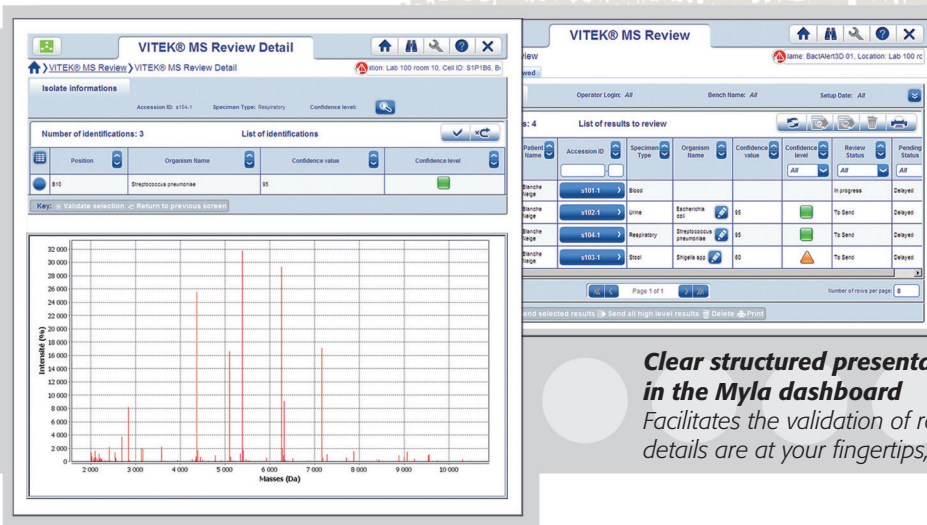 VITEK® MS Review Detail
VITEK® MS Review VITEK® MS Review Detail
ation: Lab 100 room 10, Cell ID: S1P1B6, B
Isolate informations
Accession ID: s104-1 Specimen Type: Respiratory Confidence level:
Number of identifications: 3 List of identifications
Position Organism Name Confidence value Confidence level
B10 Streptococcus pneumoniae 95
Key: Validate selection Return to previous screen
32 000
30 000
28 000
26 000
24 000
22 000
20 000
18 000
16 000
14 000
12 000
10 000
8 000
6 000
4 000
2 000
0
Intensité (%)
2 000 3 000 4 000 5 000 6 000 7 000 8 000 9 000 10 000
Masses (Da)
VITEK® MS Review
view
lame: BactAlert3D 01, Location: Lab 100 rc
wed
Operator Login: All Bench Name: All Setup Date: All
s: 4 List of results to review
Patient Name Accession ID Specimen Type Organism Name Confidence value Confidence level Review Status Pending Status
All All All
Blanche Neige s101-1 Blood In progress Delayed
Blanche Neige s102-1 Urine Escherichia coli 95 To Send Delayed
Blanche Neige s104-1 Respiratory Streptococcus pneumoniae 95 To Send Delayed
Blanche Neige s103-1 Stool Shigella spp 60 To Send Delayed
Page 1 of 1 Number of rows per page: 8
end selected results Send all high level results Delete Print
Clear structured presenta
in the Myla dashboard
Facilitates the validation of re
details are at your fingertips,